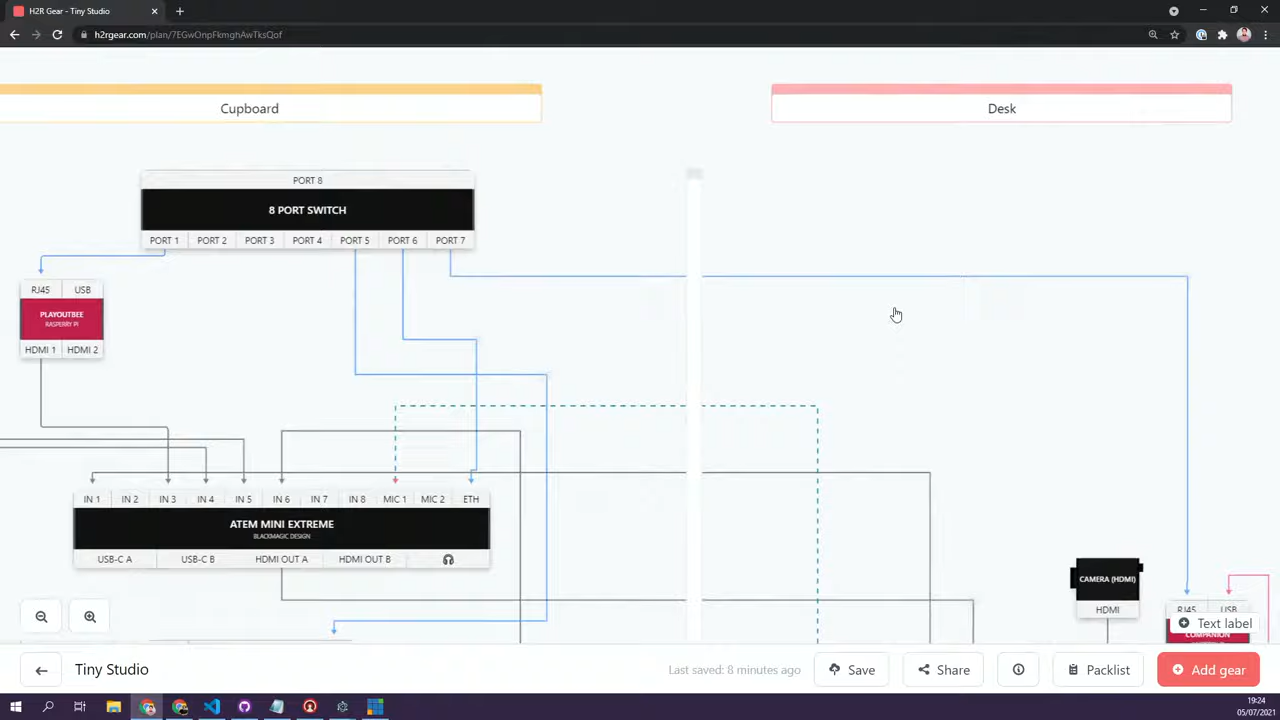 H2R Gear - Tiny Studio
h2rgear.com/plan/7EGwOnpFkmghAwTksQof
Cupboard
Desk
PORT 8
8 PORT SWITCH
PORT 1 PORT 2 PORT 3 PORT 4 PORT 5 PORT 6 PORT 7
RJ45 USB
PLAYOUTBEE
RASPERRY PI
HDMI 1 HDMI 2
IN 1 IN 2 IN 3 IN 4 IN 5 IN 6 IN 7 IN 8 MIC 1 MIC 2 ETH
ATEM MINI EXTREME
BLACKMAGIC DESIGN
USB-C A USB-C B HDMI OUT A HDMI OUT B
CAMERA (HDMI)
HDMI
RJ45 USB
Text label
COMPANION
Tiny Studio
Last saved: 8 minutes ago
Save
Share
Packlist
Add gear
19:24
05/07/2021